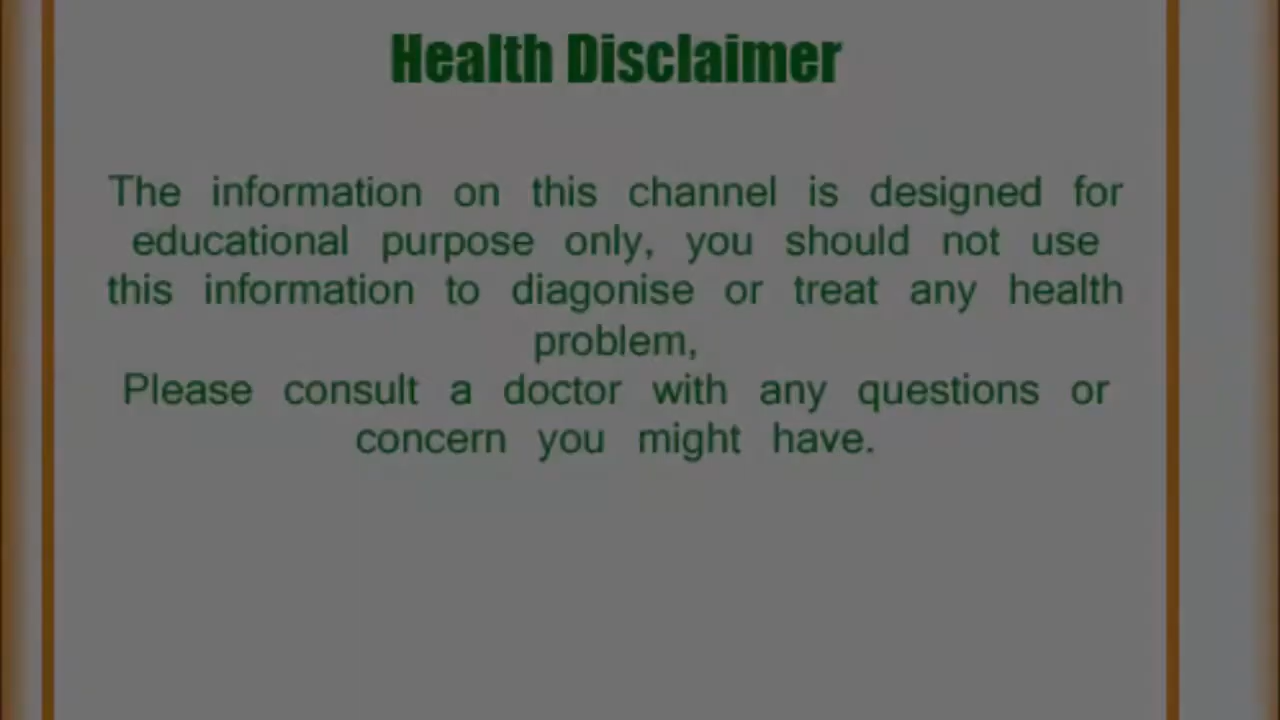 Health Disclaimer
The information on this channel is designed for
educational purpose only, you should not use
this information to diagonise or treat any health
problem,
Please consult a doctor with any questions or
concern you might have.